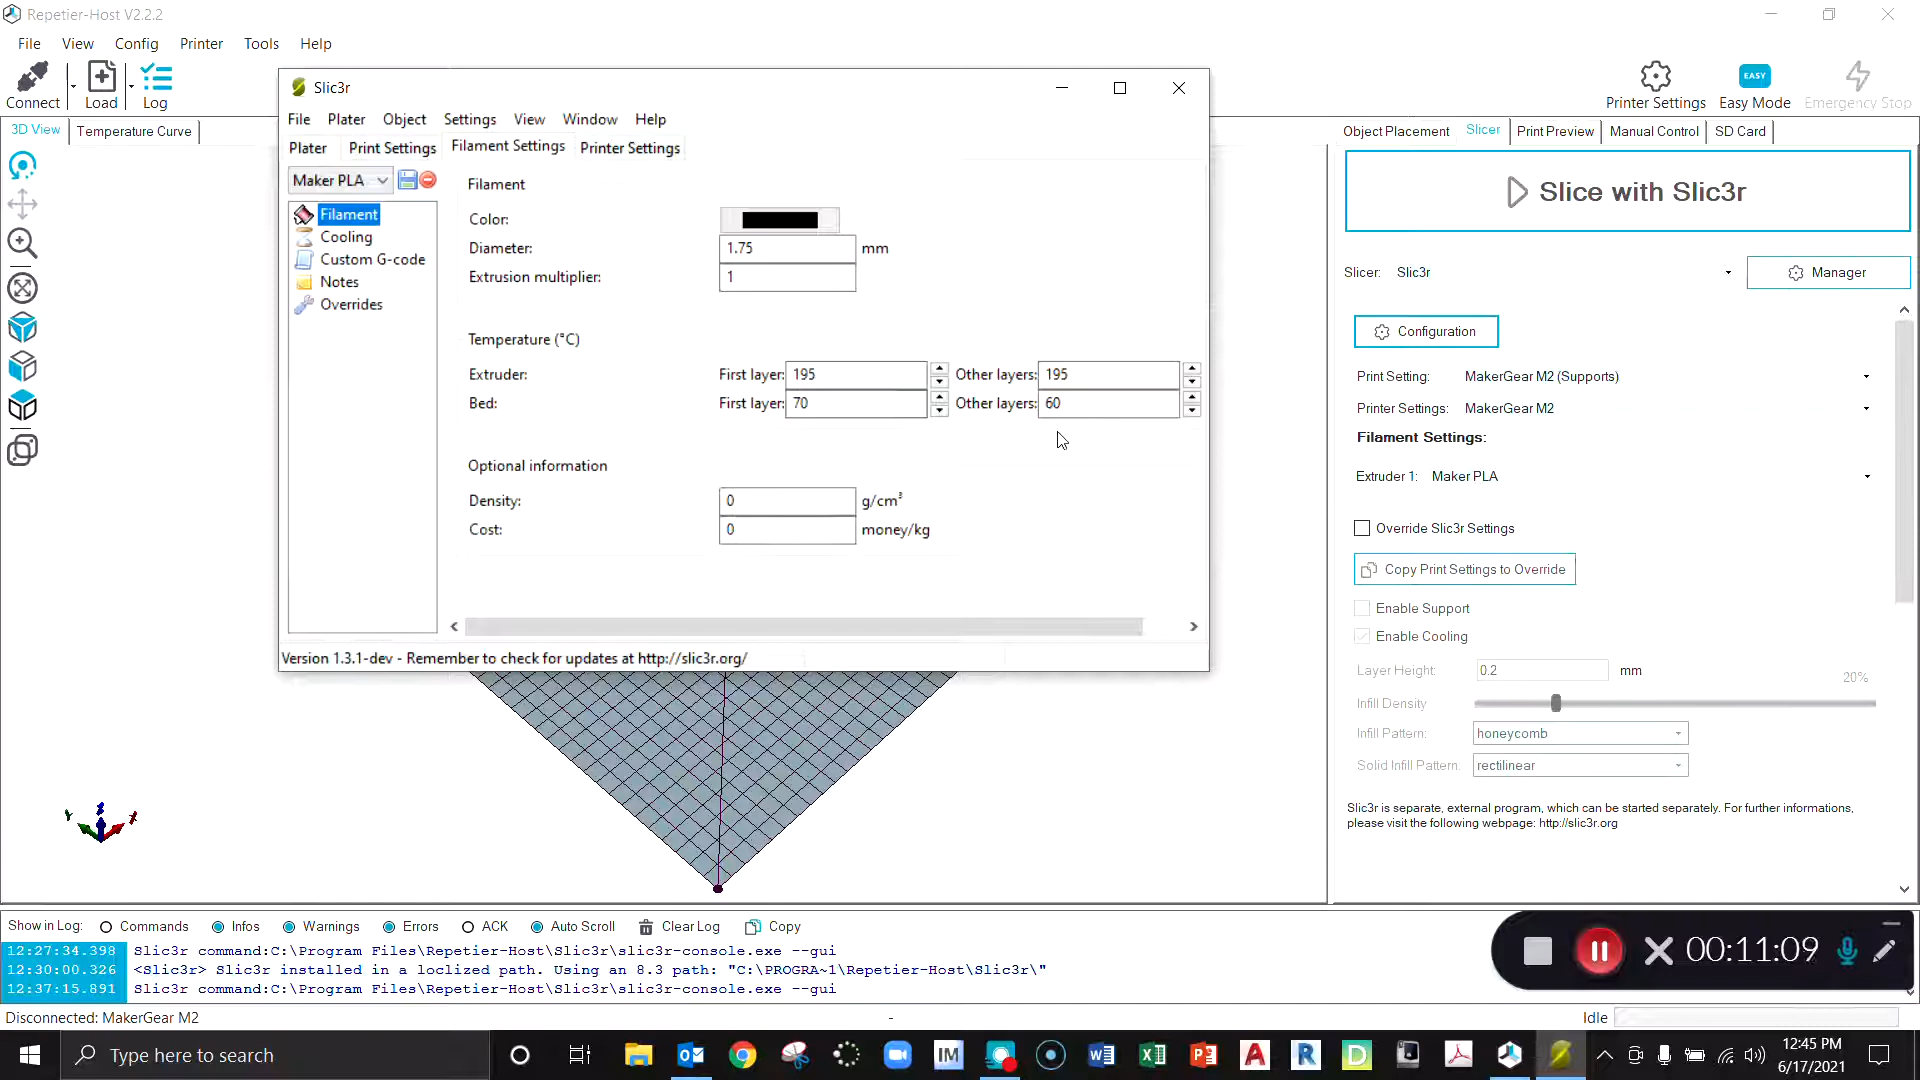 Repetier-Host V2.2.2
File View Config Printer Tools Help
Connect Load Log
Printer Settings EASY Easy Mode Emergency Stop
3D View Temperature Curve
Slic3r
File Plater Object Settings View Window Help
Plater Print Settings Filament Settings Printer Settings
Maker PLA
Filament
Cooling
Custom G-code
Notes
Overrides
Filament
Color:
Diameter: 1.75 mm
Extrusion multiplier: 1
Temperature (°C)
Extruder: First layer: 195 Other layers: 195
Bed: First layer: 70 Other layers: 60
Optional information
Density: 0 g/cm³
Cost: 0 money/kg
Version 1.3.1-dev - Remember to check for updates at http://slic3r.org/
Object Placement Slicer Print Preview Manual Control SD Card
Slice with Slic3r
Slicer: Slic3r Manager
Configuration
Print Setting: MakerGear M2 (Supports)
Printer Settings: MakerGear M2
Filament Settings:
Extruder 1: Maker PLA
Override Slic3r Settings
Copy Print Settings to Override
Enable Support
Enable Cooling
Layer Height: 0.2 mm
20%
Infill Density
Infill Pattern: honeycomb
Solid Infill Pattern: rectilinear
Slic3r is separate, external program, which can be started separately. For further informations,
please visit the following webpage: http://slic3r.org
Y Z X
Show in Log: Commands Infos Warnings Errors ACK Auto Scroll Clear Log Copy
12:27:34.398 Slic3r command:C:\Program Files\Repetier-Host\Slic3r\slic3r-console.exe --gui
12:30:00.326 <Slic3r> Slic3r installed in a loclized path. Using an 8.3 path: "C:\PROGRA~1\Repetier-Host\Slic3r\"
12:37:15.891 Slic3r command:C:\Program Files\Repetier-Host\Slic3r\slic3r-console.exe --gui
00:11:09
Disconnected: MakerGear M2 - Idle
Type here to search
IM
12:45 PM
6/17/2021